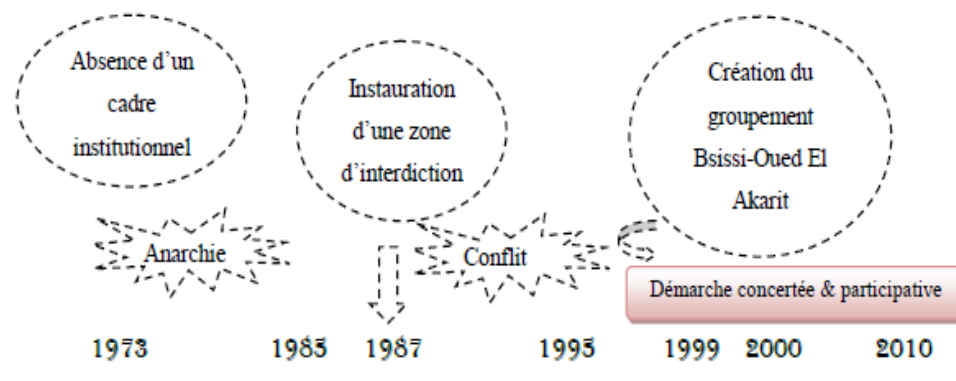 Absence d’un
cadre
institutionnel
Instauration
d’une zone
d’interdiction
Création du
groupement
Bsissi-Oued El
Akarit
Anarchie
Conflit
Démarche concertée & participative
1973 1985 1987 1995 1999 2000 2010